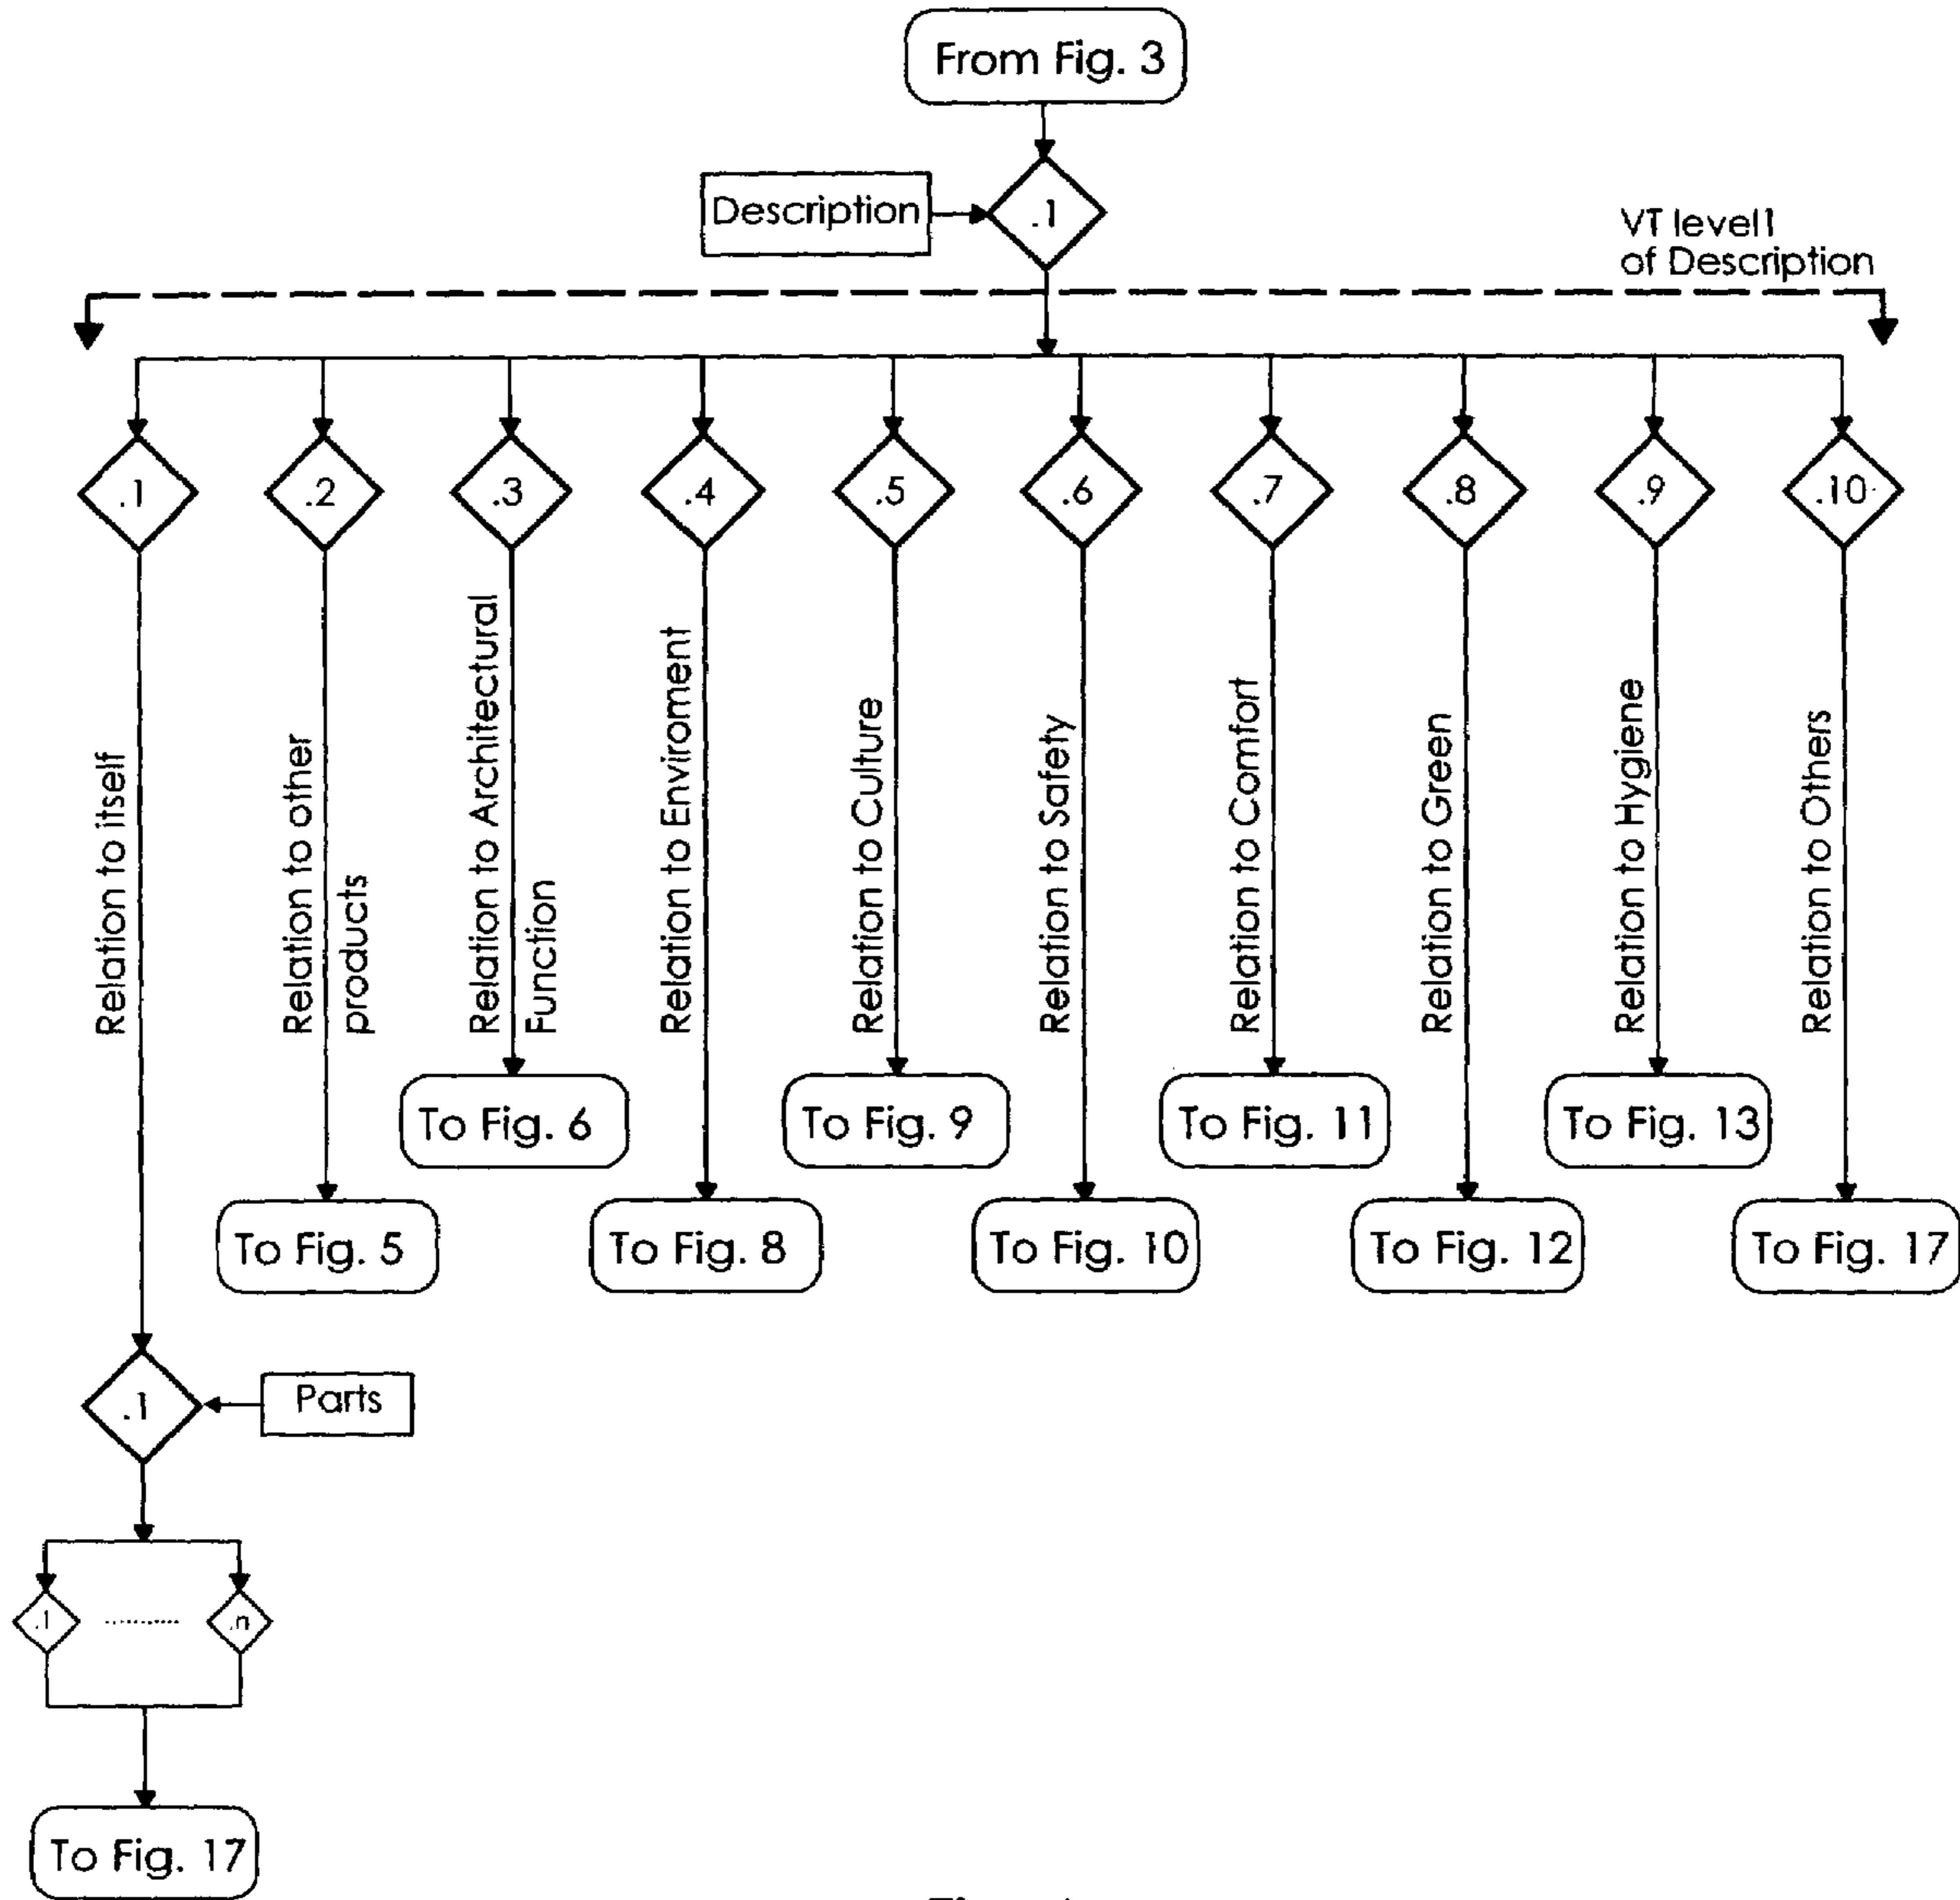 From Fig. 3
Description
.1
VT level1
of Description
.1
.2
.3
.4
.5
.6
.7
.8
.9
.10
Relation to itself
Relation to other
products
Relation to Architectural
Function
Relation to Enviroment
Relation to Culture
Relation to Safety
Relation to Comfort
Relation to Green
Relation to Hygiene
Relation to Others
To Fig. 6
To Fig. 9
To Fig. 11
To Fig. 13
To Fig. 5
To Fig. 8
To Fig. 10
To Fig. 12
To Fig. 17
.1
Parts
.1
.n
To Fig. 17